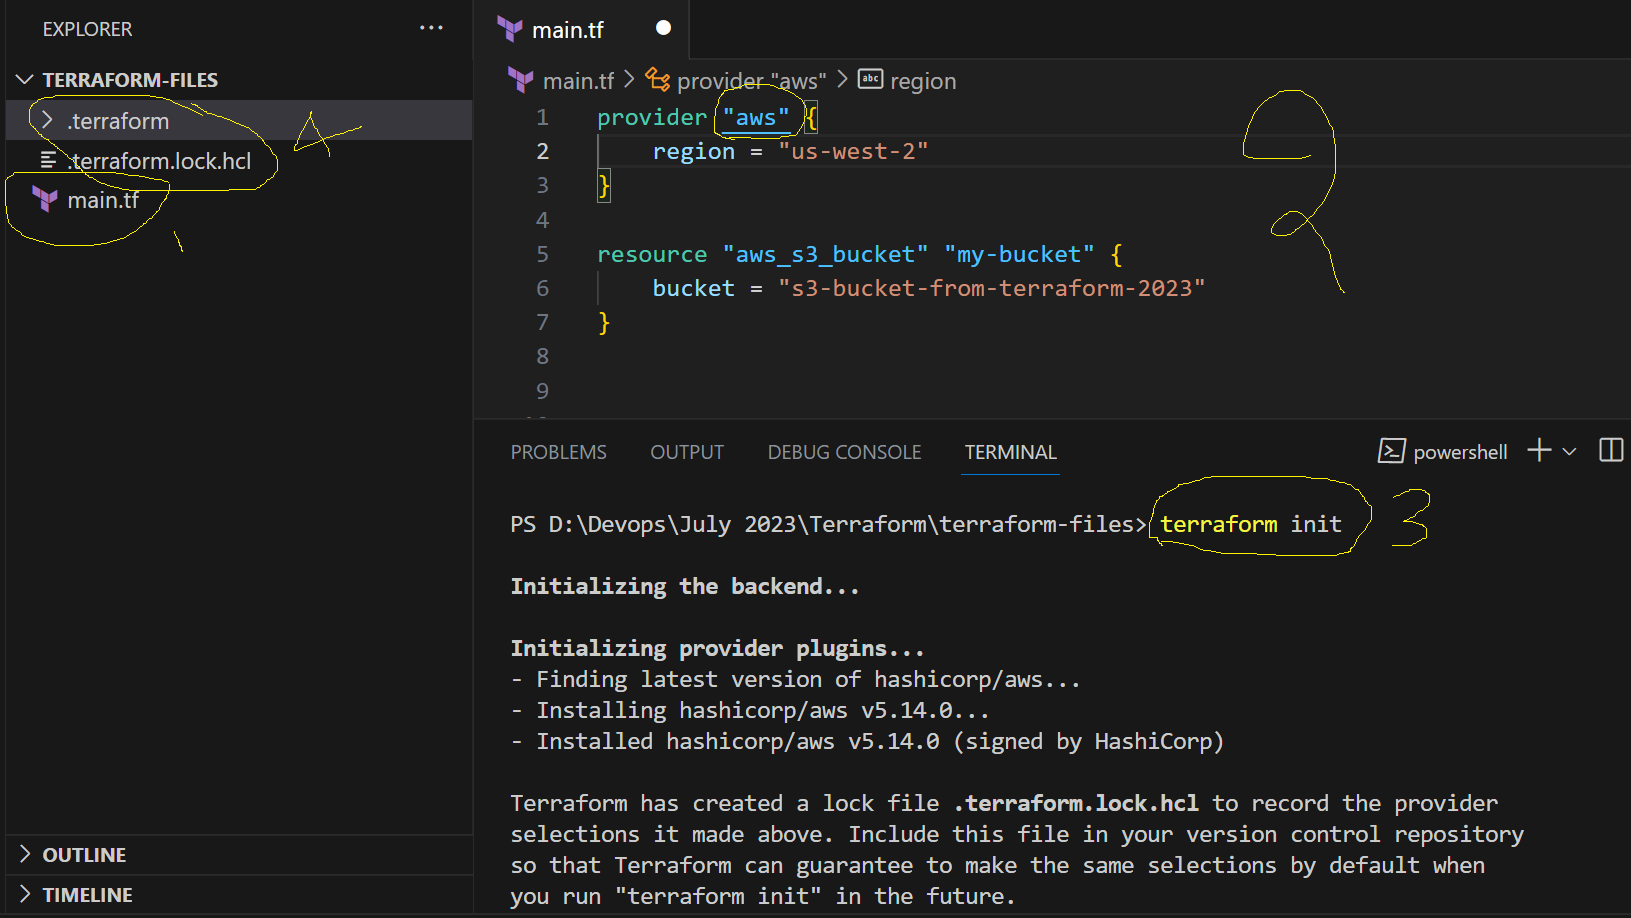 EXPLORER
···
TERRAFORM-FILES
.terraform
.terraform.lock.hcl
main.tf
4
1
OUTLINE
TIMELINE
main.tf
main.tf > provider "aws" > abc region
1 provider "aws" {
2 region = "us-west-2"
3 }
4
5 resource "aws_s3_bucket" "my-bucket" {
6 bucket = "s3-bucket-from-terraform-2023"
7 }
8
9
2
PROBLEMS OUTPUT DEBUG CONSOLE TERMINAL powershell
PS D:\Devops\July 2023\Terraform\terraform-files> terraform init 3
Initializing the backend...
Initializing provider plugins...
- Finding latest version of hashicorp/aws...
- Installing hashicorp/aws v5.14.0...
- Installed hashicorp/aws v5.14.0 (signed by HashiCorp)
Terraform has created a lock file .terraform.lock.hcl to record the provider
selections it made above. Include this file in your version control repository
so that Terraform can guarantee to make the same selections by default when
you run "terraform init" in the future.